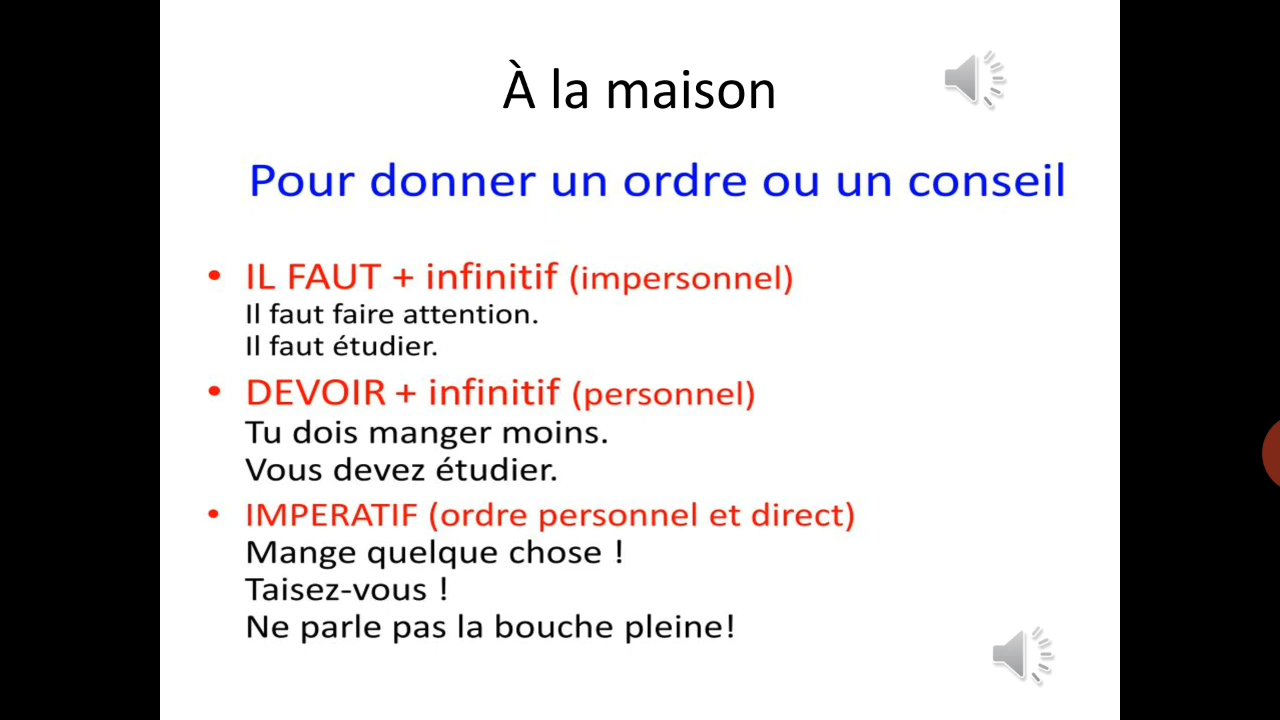 À la maison
Pour donner un ordre ou un conseil
• IL FAUT + infinitif (impersonnel)
Il faut faire attention.
Il faut étudier.
• DEVOIR + infinitif (personnel)
Tu dois manger moins.
Vous devez étudier.
• IMPERATIF (ordre personnel et direct)
Mange quelque chose !
Taisez-vous !
Ne parle pas la bouche pleine!